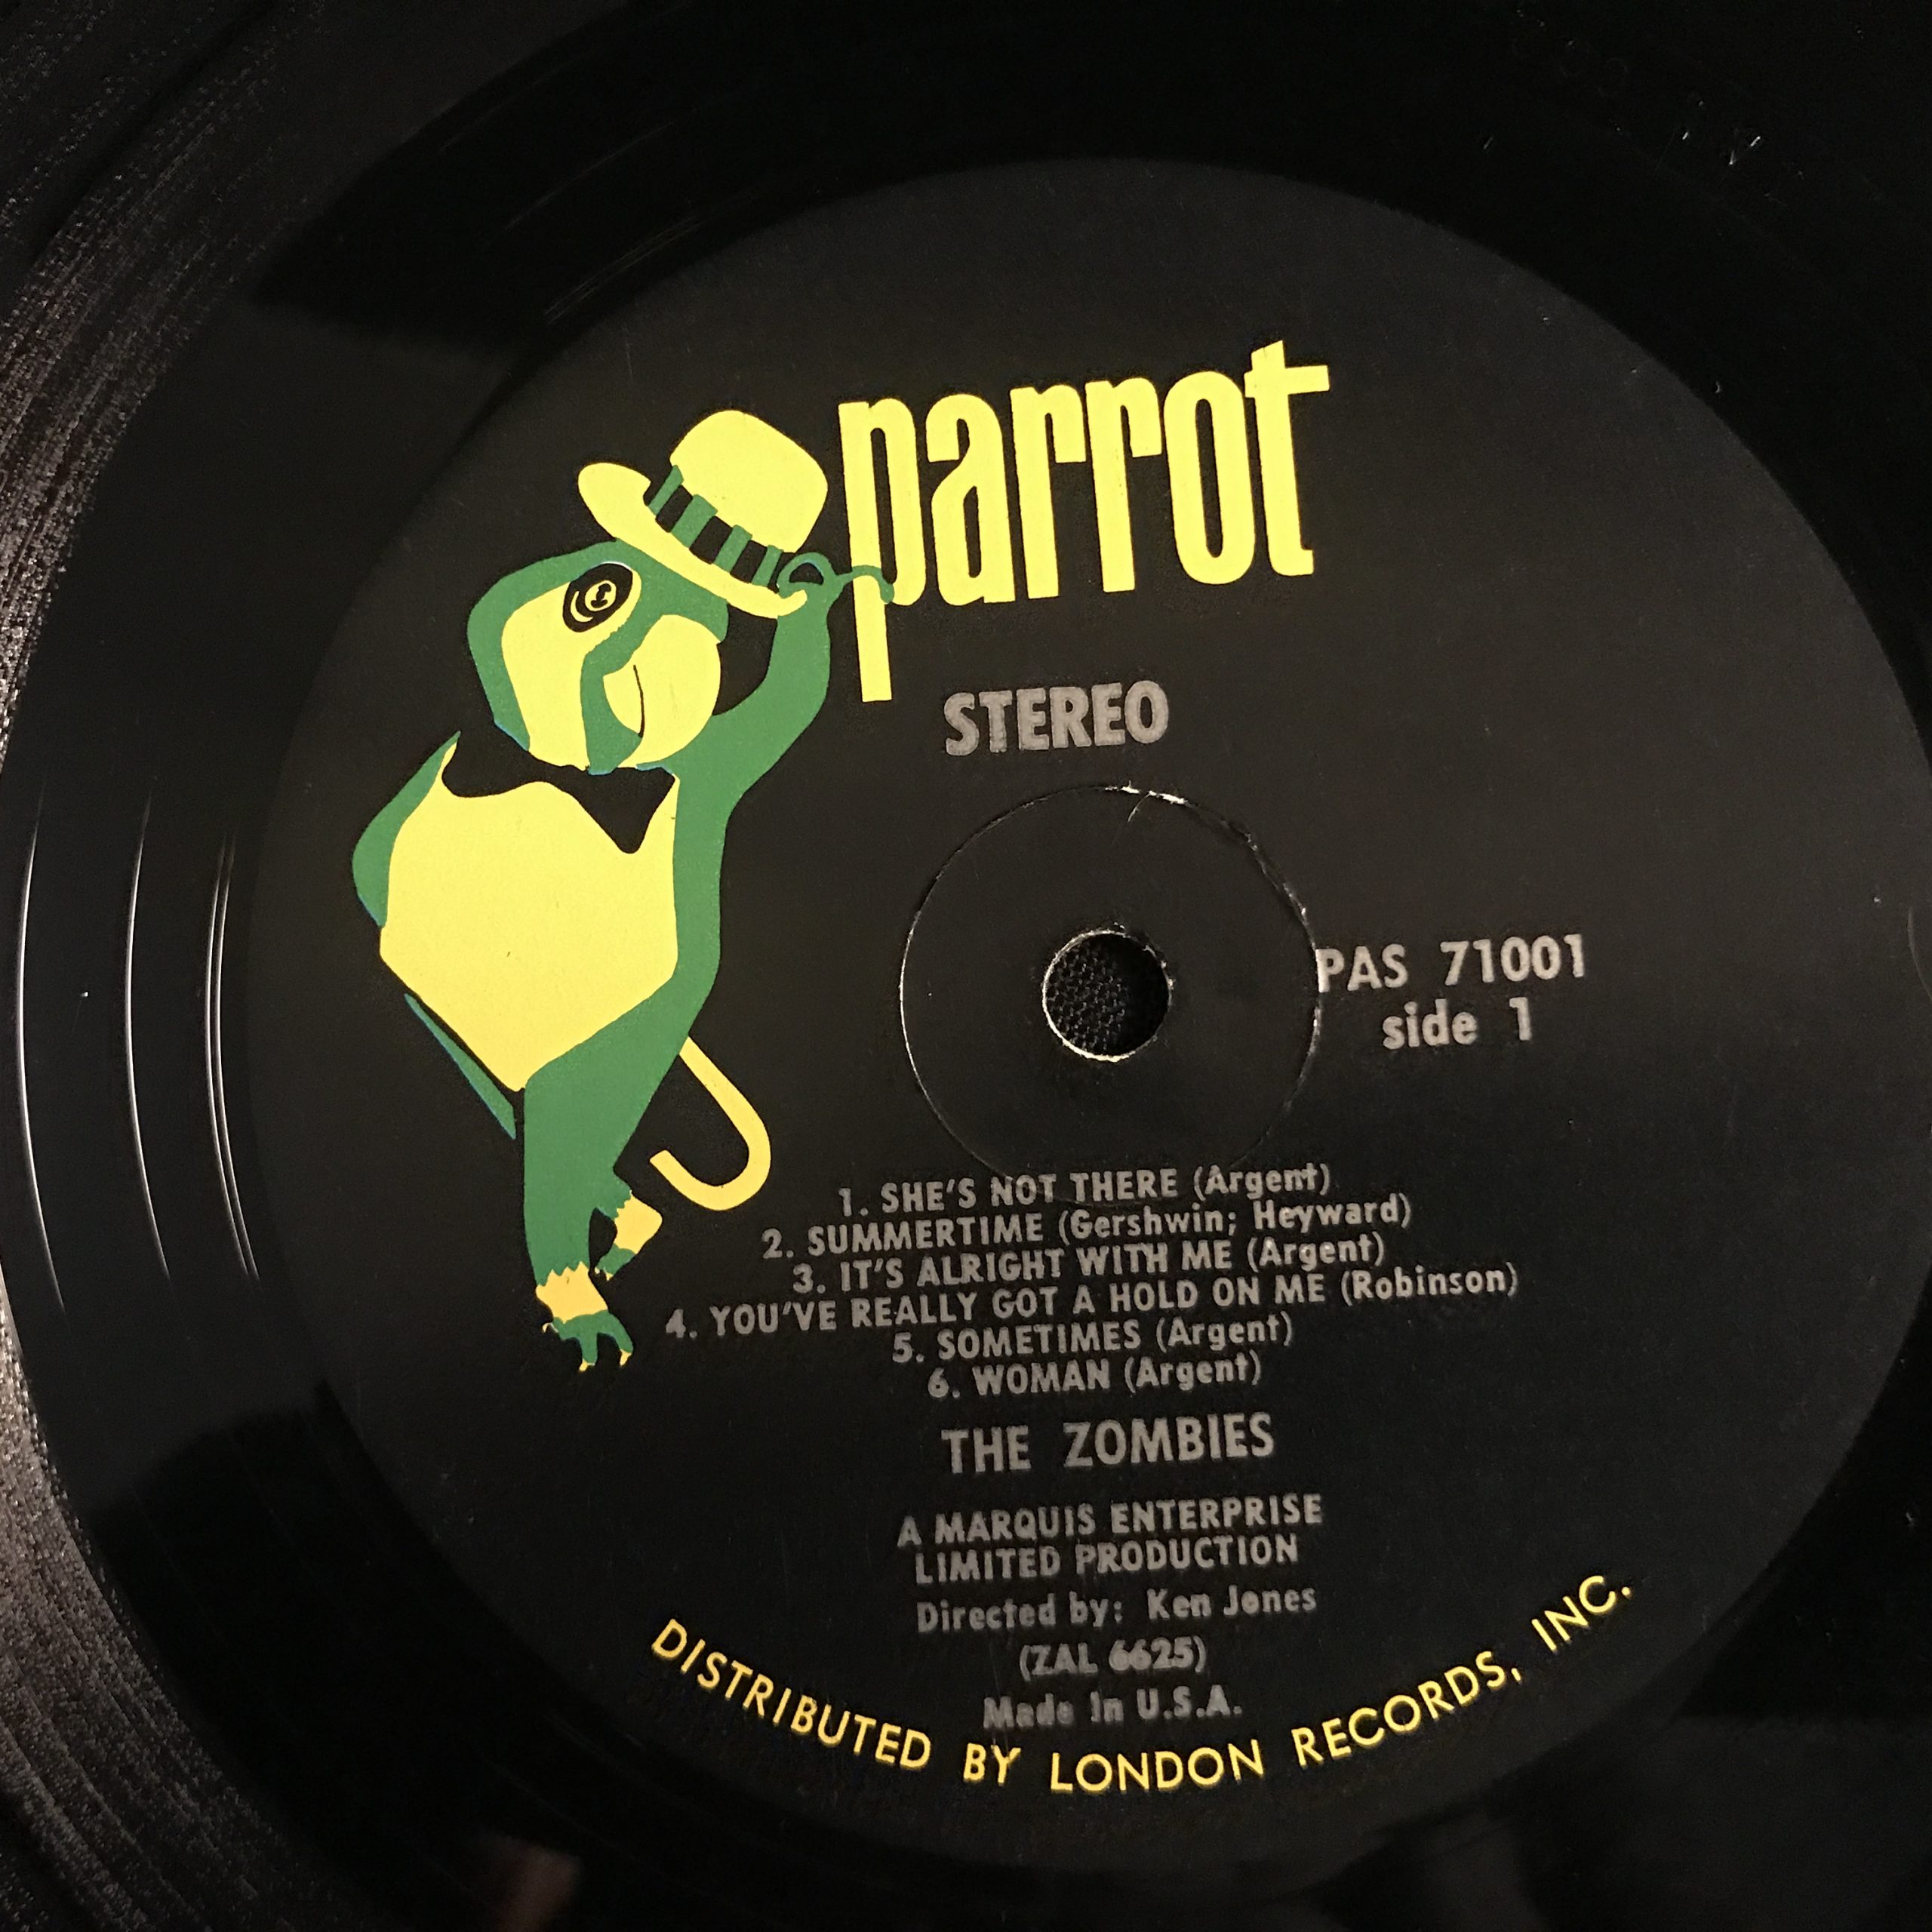 parrot
STEREO
PAS 71001
side 1
1. SHE'S NOT THERE (Argent)
2. SUMMERTIME (Gershwin; Heyward)
3. IT'S ALRIGHT WITH ME (Argent)
4. YOU'VE REALLY GOT A HOLD ON ME (Robinson)
5. SOMETIMES (Argent)
6. WOMAN (Argent)
THE ZOMBIES
A MARQUIS ENTERPRISE
LIMITED PRODUCTION
Directed by: Ken Jones
(ZAL 6625)
Made In U.S.A.
DISTRIBUTED BY LONDON RECORDS, INC.